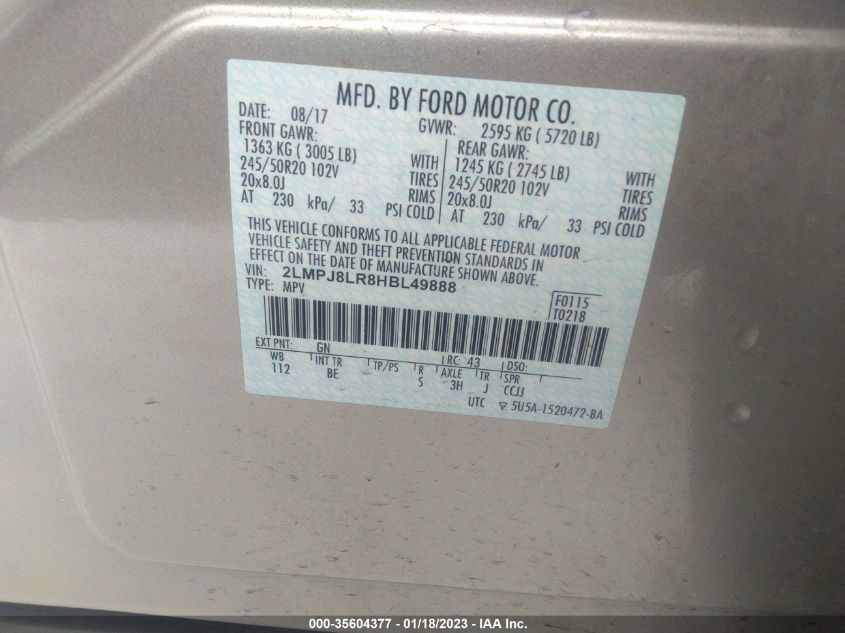 MFD. BY FORD MOTOR CO.
DATE: 08/17 GVWR: 2595 KG ( 5720 LB)
FRONT GAWR: REAR GAWR:
1363 KG ( 3005 LB) WITH 1245 KG ( 2745 LB) WITH
245/50R20 102V TIRES 245/50R20 102V TIRES
20x8.0J RIMS 20x8.0J RIMS
AT 230 kPa/ 33 PSI COLD AT 230 kPa/ 33 PSI COLD
THIS VEHICLE CONFORMS TO ALL APPLICABLE FEDERAL MOTOR
VEHICLE SAFETY AND THEFT PREVENTION STANDARDS IN
EFFECT ON THE DATE OF MANUFACTURE SHOWN ABOVE.
VIN: 2LMPJ8LR8HBL49888
TYPE: MPV
F0115
T0218
EXT PNT: GN RC: 43 DSO:
WB INT TR TP/PS R AXLE TR SPR
112 BE S 3H J CCJJ
UTC ▽ 5U5A-1520472-BA
000-35604377 - 01/18/2023 - IAA Inc.